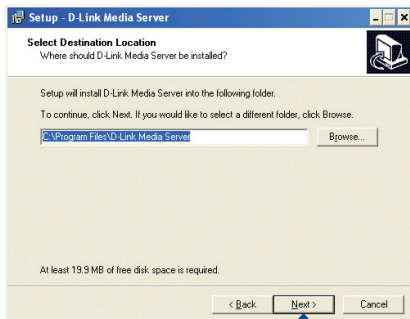 Setup - D-Link Media Server
Select Destination Location
Where should D-Link Media Server be installed?
Setup will install D-Link Media Server into the following folder.
To continue, click Next. If you would like to select a different folder, click Browse.
C:\Program Files\D-Link Media Server
Browse...
At least 19.9 MB of free disk space is required.
< Back
Next >
Cancel